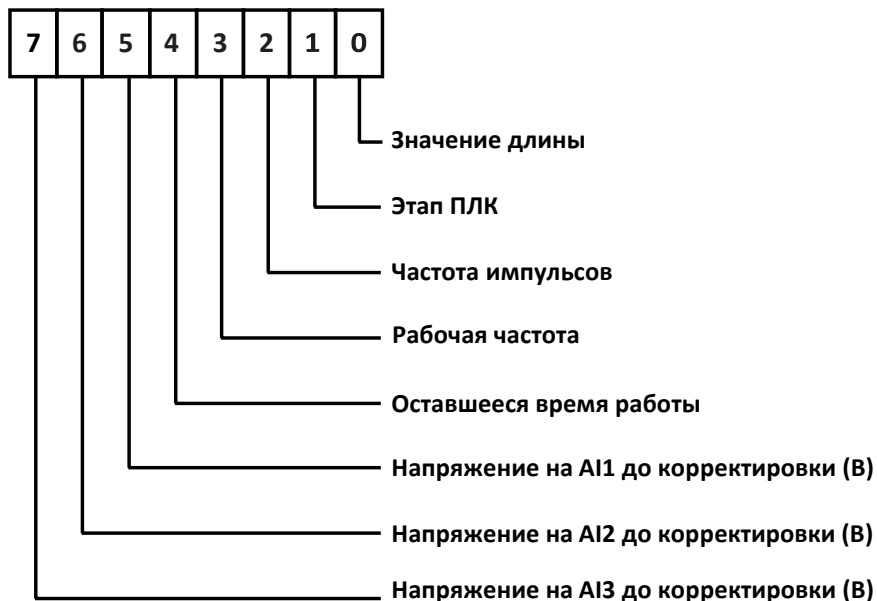 7 6 5 4 3 2 1 0
Значение длины
Этап ПЛК
Частота импульсов
Рабочая частота
Оставшееся время работы
Напряжение на AI1 до корректировки (В)
Напряжение на AI2 до корректировки (В)
Напряжение на AI3 до корректировки (В)